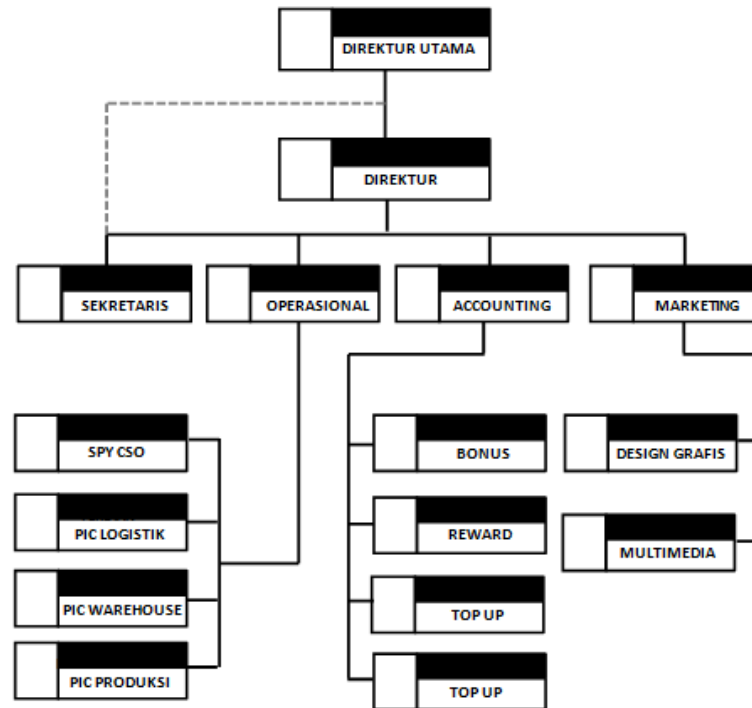 DIREKTUR UTAMA
DIREKTUR
SEKRETARIS
OPERASIONAL
ACCOUNTING
MARKETING
SPY CSO
PIC LOGISTIK
PIC WAREHOUSE
PIC PRODUKSI
BONUS
REWARD
TOP UP
TOP UP
DESIGN GRAFIS
MULTIMEDIA